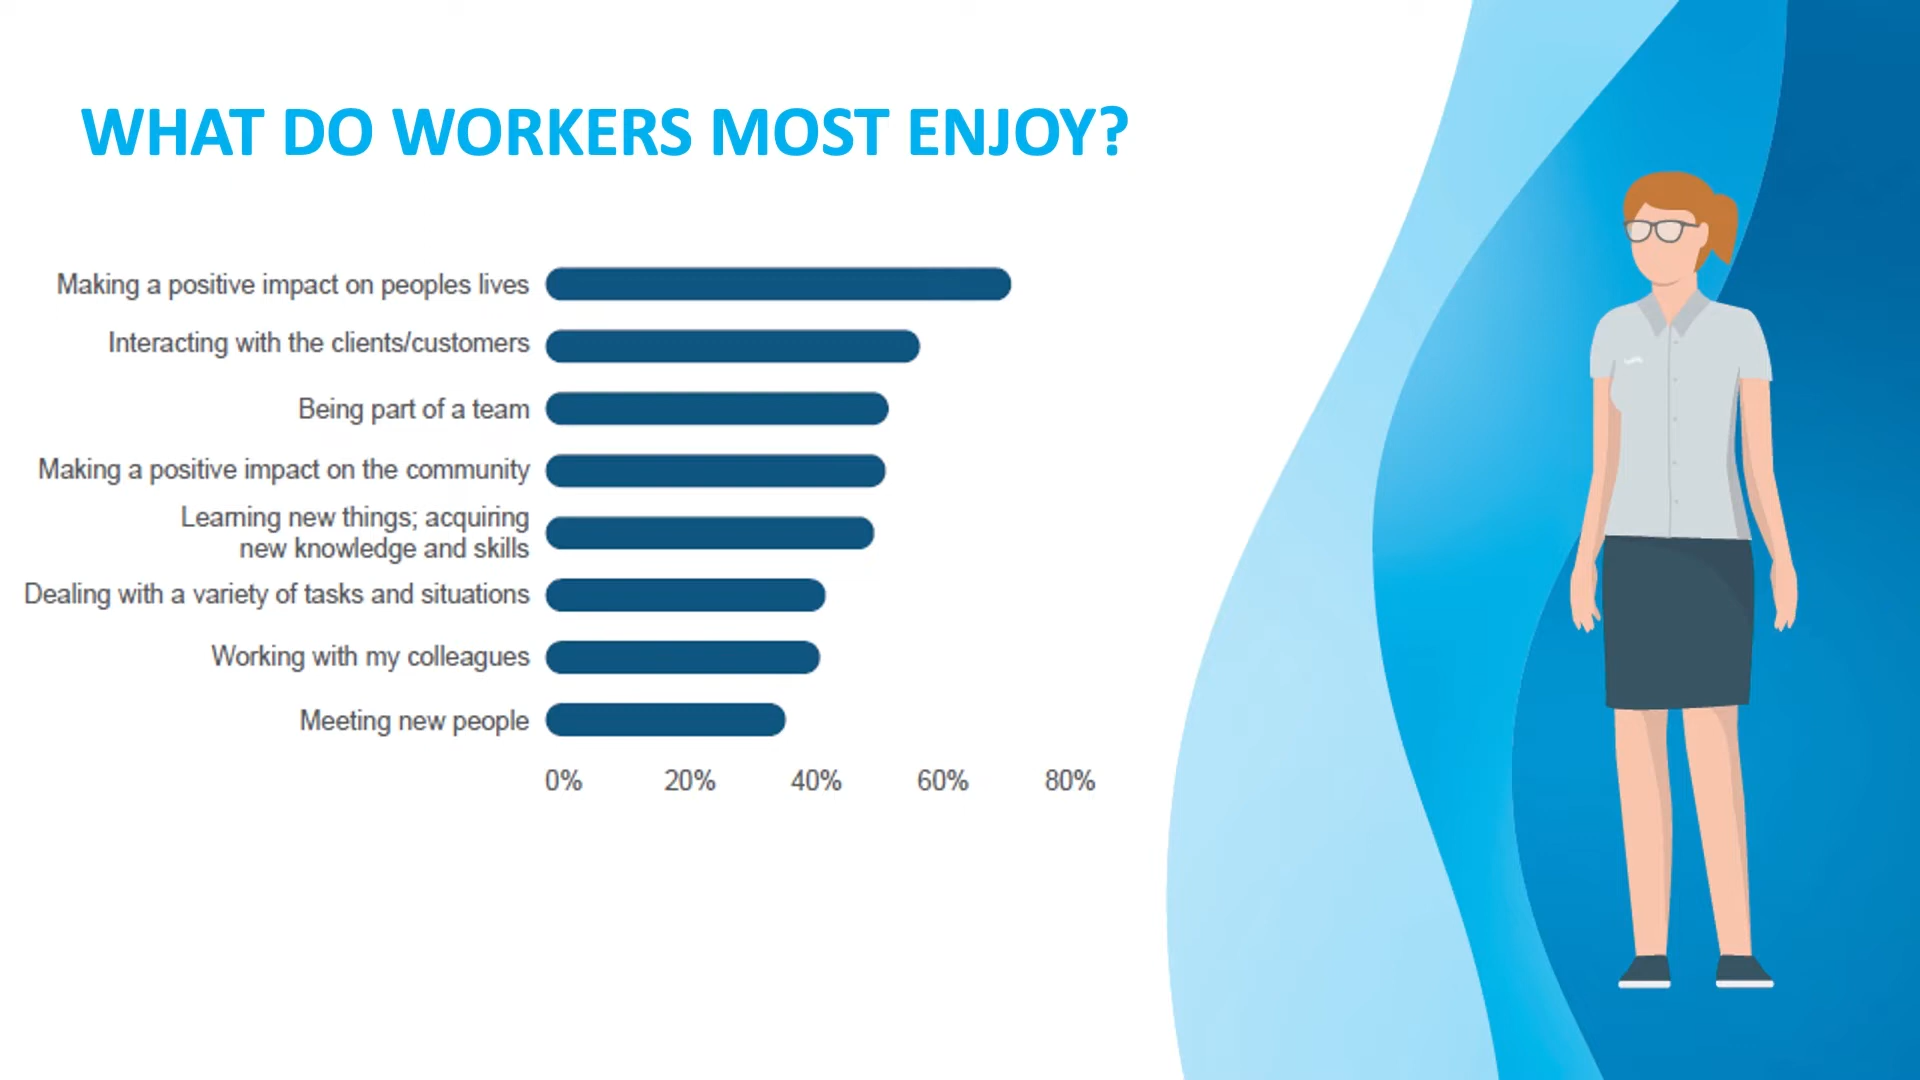 WHAT DO WORKERS MOST ENJOY?
Making a positive impact on peoples lives
Interacting with the clients/customers
Being part of a team
Making a positive impact on the community
Learning new things; acquiring
new knowledge and skills
Dealing with a variety of tasks and situations
Working with my colleagues
Meeting new people
0% 20% 40% 60% 80%